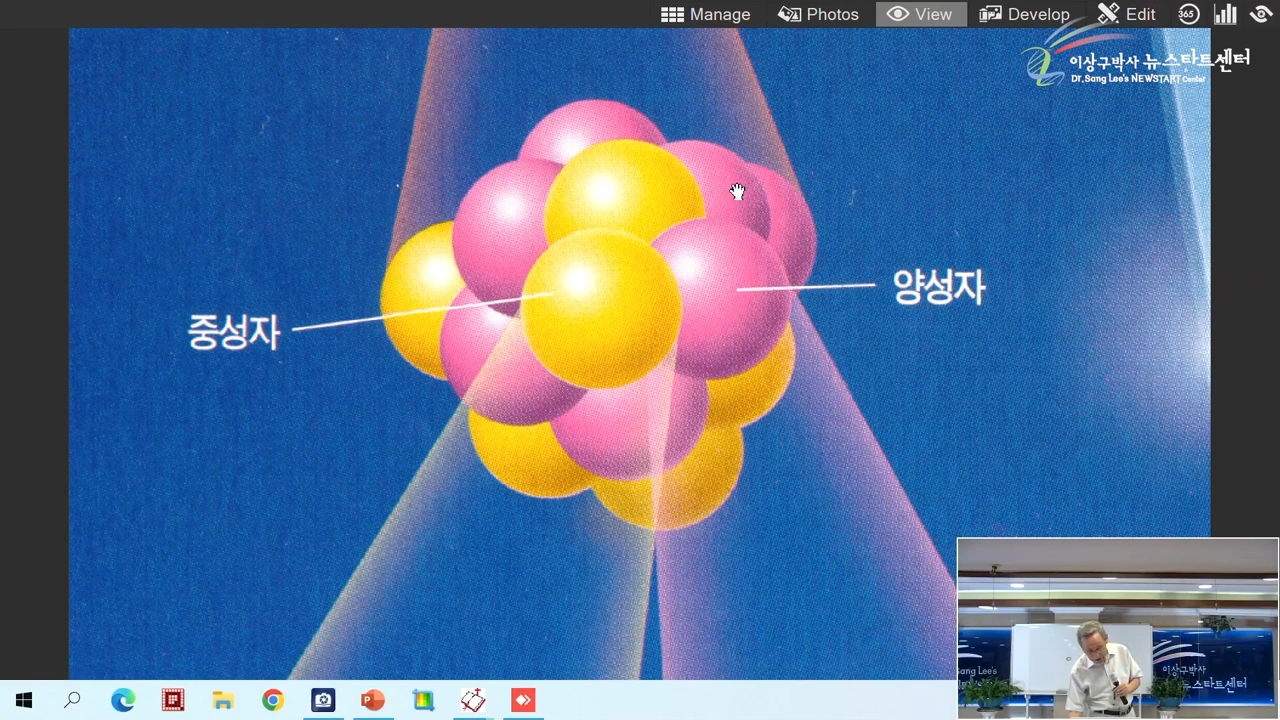 Manage
Photos
View
Develop
Edit
365
이상구박사 뉴스타트센터
Dr.Sang Lee's NEWSTART Center
중성자
양성자
Sang Lee's
이상구박사
뉴스타트센터